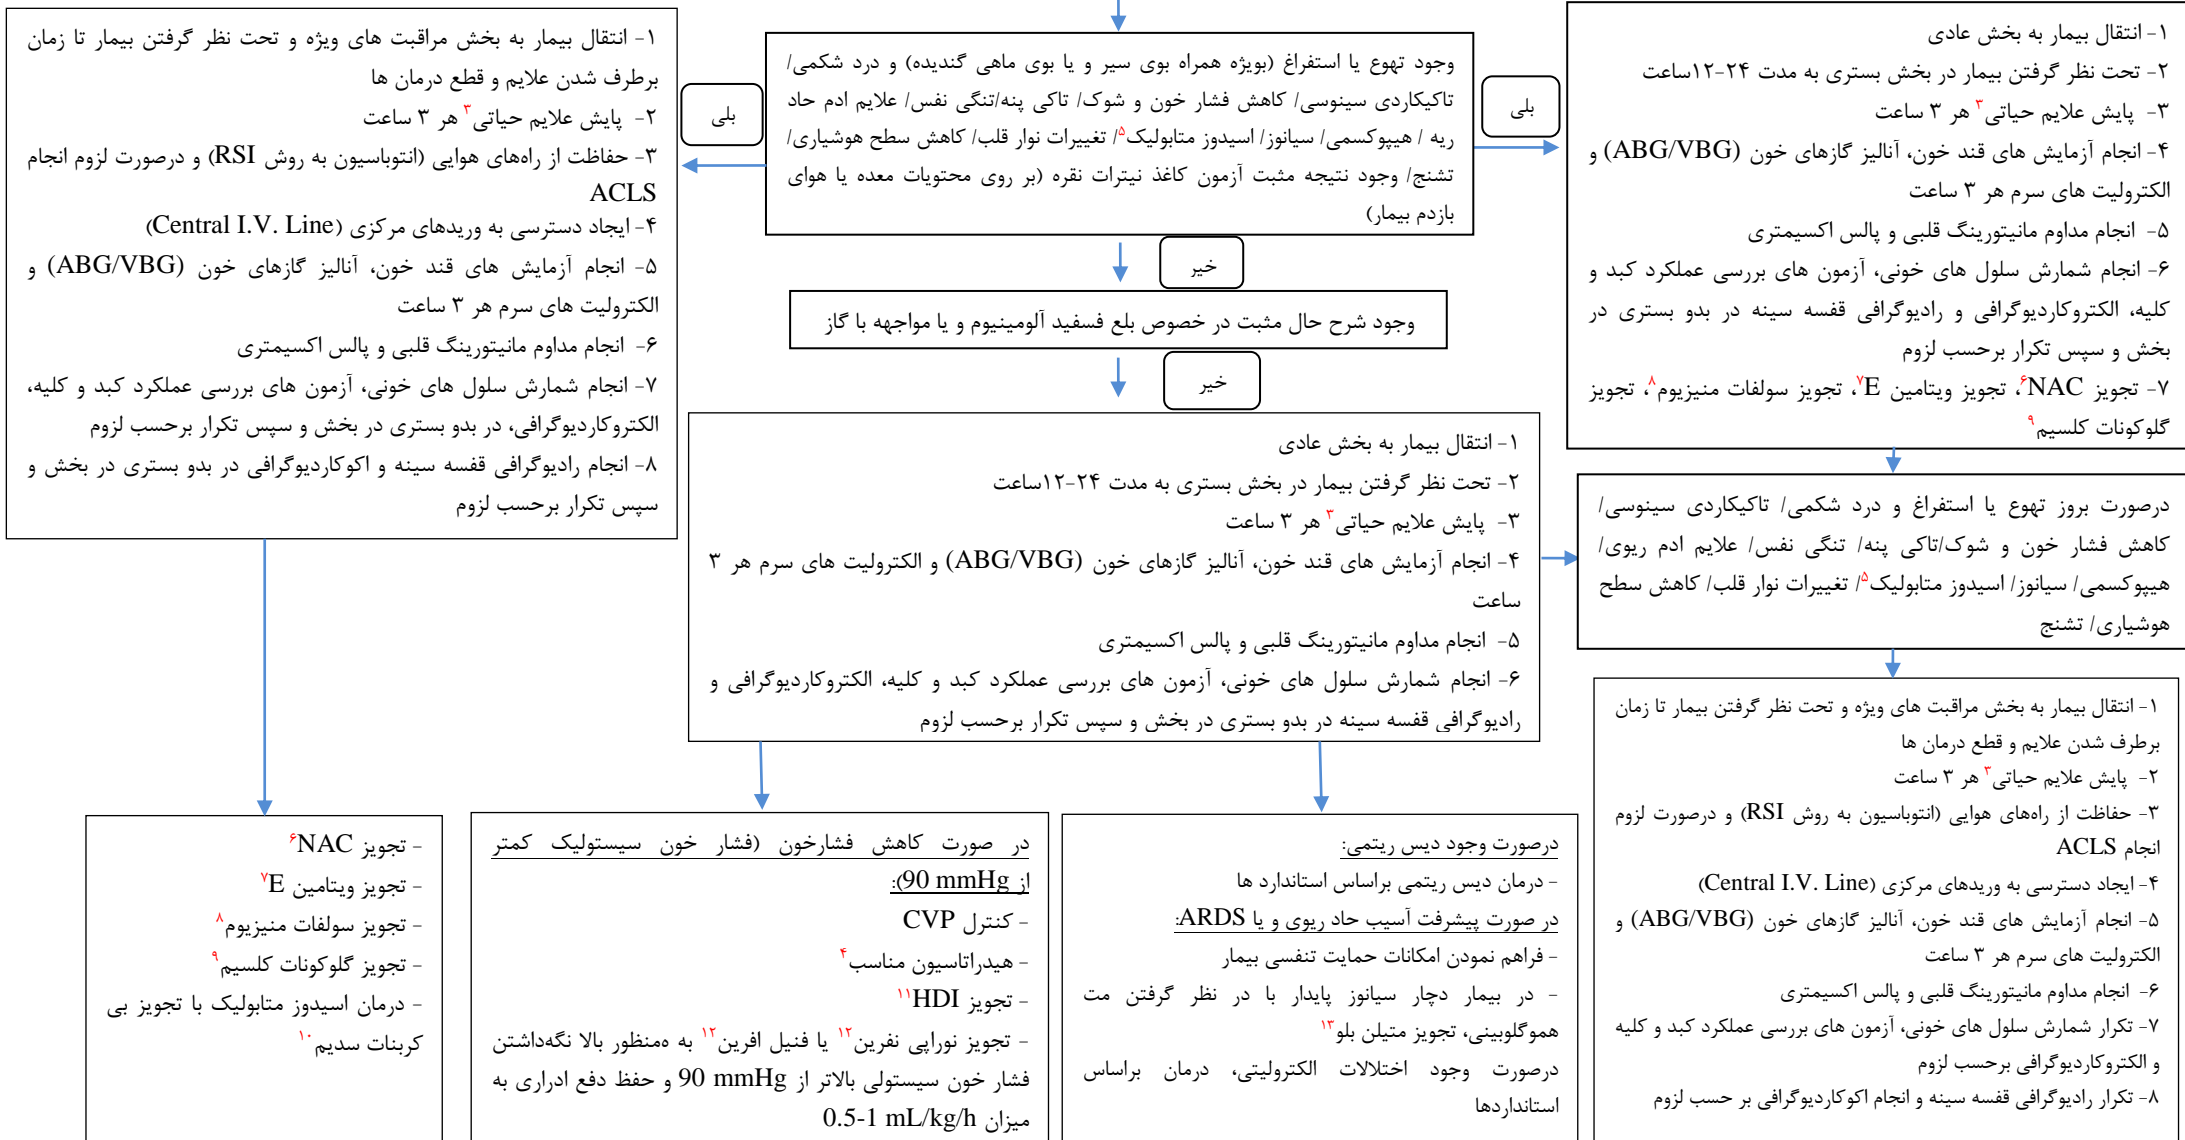 ۱- انتقال بیمار به بخش عادی
۲- تحت نظر گرفتن بیمار در بخش بستری به مدت ۲۴-۱۲ساعت
۳- پایش علایم حیاتی۳ هر ۳ ساعت
۴- انجام آزمایش های قند خون، آنالیز گازهای خون (ABG/VBG) و
الکترولیت های سرم هر ۳ ساعت
۵- انجام مداوم مانیتورینگ قلبی و پالس اکسیمتری
۶- انجام شمارش سلول های خونی، آزمون های بررسی عملکرد کبد و
کلیه، الکتروکاردیوگرافی و رادیوگرافی قفسه سینه در بدو بستری در
بخش و سپس تکرار برحسب لزوم
۷- تجویز NAC۶، تجویز ویتامین E۷، تجویز سولفات منیزیوم۸، تجویز
گلوکونات کلسیم۹
بلی
وجود تهوع یا استفراغ (بویژه همراه بوی سیر و یا بوی ماهی گندیده) و درد شکمی/
تاکیکاردی سینوسی/ کاهش فشار خون و شوک/ تاکی پنه/تنگی نفس/ علایم ادم حاد
ریه / هیپوکسمی/ سیانوز/ اسیدوز متابولیک۵/ تغییرات نوار قلب/ کاهش سطح هوشیاری/
تشنج/ وجود نتیجه مثبت آزمون کاغذ نیترات نقره (بر روی محتویات معده یا هوای
بازدم بیمار)
بلی
۱- انتقال بیمار به بخش مراقبت های ویژه و تحت نظر گرفتن بیمار تا زمان
برطرف شدن علایم و قطع درمان ها
۲- پایش علایم حیاتی۳ هر ۳ ساعت
۳- حفاظت از راه‌های هوایی (انتوباسیون به روش RSI) و درصورت لزوم انجام
ACLS
۴- ایجاد دسترسی به وریدهای مرکزی (Central I.V. Line)
۵- انجام آزمایش های قند خون، آنالیز گازهای خون (ABG/VBG) و
الکترولیت های سرم هر ۳ ساعت
۶- انجام مداوم مانیتورینگ قلبی و پالس اکسیمتری
۷- انجام شمارش سلول های خونی، آزمون های بررسی عملکرد کبد و کلیه،
الکتروکاردیوگرافی، در بدو بستری در بخش و سپس تکرار برحسب لزوم
۸- انجام رادیوگرافی قفسه سینه و اکوکاردیوگرافی در بدو بستری در بخش و
سپس تکرار برحسب لزوم
خیر
وجود شرح حال مثبت در خصوص بلع فسفید آلومینیوم و یا مواجهه با گاز
خیر
۱- انتقال بیمار به بخش عادی
۲- تحت نظر گرفتن بیمار در بخش بستری به مدت ۲۴-۱۲ساعت
۳- پایش علایم حیاتی۳ هر ۳ ساعت
۴- انجام آزمایش های قند خون، آنالیز گازهای خون (ABG/VBG) و الکترولیت های سرم هر ۳
ساعت
۵- انجام مداوم مانیتورینگ قلبی و پالس اکسیمتری
۶- انجام شمارش سلول های خونی، آزمون های بررسی عملکرد کبد و کلیه، الکتروکاردیوگرافی و
رادیوگرافی قفسه سینه در بدو بستری در بخش و سپس تکرار برحسب لزوم
درصورت بروز تهوع یا استفراغ و درد شکمی/ تاکیکاردی سینوسی/
کاهش فشار خون و شوک/تاکی پنه/ تنگی نفس/ علایم ادم ریوی/
هیپوکسمی/ سیانوز/ اسیدوز متابولیک۵/ تغییرات نوار قلب/ کاهش سطح
هوشیاری/ تشنج
۱- انتقال بیمار به بخش مراقبت های ویژه و تحت نظر گرفتن بیمار تا زمان
برطرف شدن علایم و قطع درمان ها
۲- پایش علایم حیاتی۳ هر ۳ ساعت
۳- حفاظت از راه‌های هوایی (انتوباسیون به روش RSI) و درصورت لزوم
انجام ACLS
۴- ایجاد دسترسی به وریدهای مرکزی (Central I.V. Line)
۵- انجام آزمایش های قند خون، آنالیز گازهای خون (ABG/VBG) و
الکترولیت های سرم هر ۳ ساعت
۶- انجام مداوم مانیتورینگ قلبی و پالس اکسیمتری
۷- تکرار شمارش سلول های خونی، آزمون های بررسی عملکرد کبد و کلیه
و الکتروکاردیوگرافی برحسب لزوم
۸- تکرار رادیوگرافی قفسه سینه و انجام اکوکاردیوگرافی بر حسب لزوم
درصورت وجود دیس ریتمی:
- درمان دیس ریتمی براساس استاندارد ها
در صورت پیشرفت آسیب حاد ریوی و یا ARDS:
- فراهم نمودن امکانات حمایت تنفسی بیمار
- در بیمار دچار سیانوز پایدار با در نظر گرفتن مت
هموگلوبینی، تجویز متیلن بلو۱۳
درصورت وجود اختلالات الکترولیتی، درمان براساس
استانداردها
در صورت کاهش فشارخون (فشار خون سیستولیک کمتر
از 90 mmHg):
- کنترل CVP
- هیدراتاسیون مناسب۴
- تجویز HDI۱۱
- تجویز نوراپی نفرین۱۲ یا فنیل افرین۱۲ به ه‌منظور بالا نگه‌داشتن
فشار خون سیستولی بالاتر از 90 mmHg و حفظ دفع ادراری به
میزان 0.5-1 mL/kg/h
- تجویز NAC۶
- تجویز ویتامین E۷
- تجویز سولفات منیزیوم۸
- تجویز گلوکونات کلسیم۹
- درمان اسیدوز متابولیک با تجویز بی
کربنات سدیم۱۰